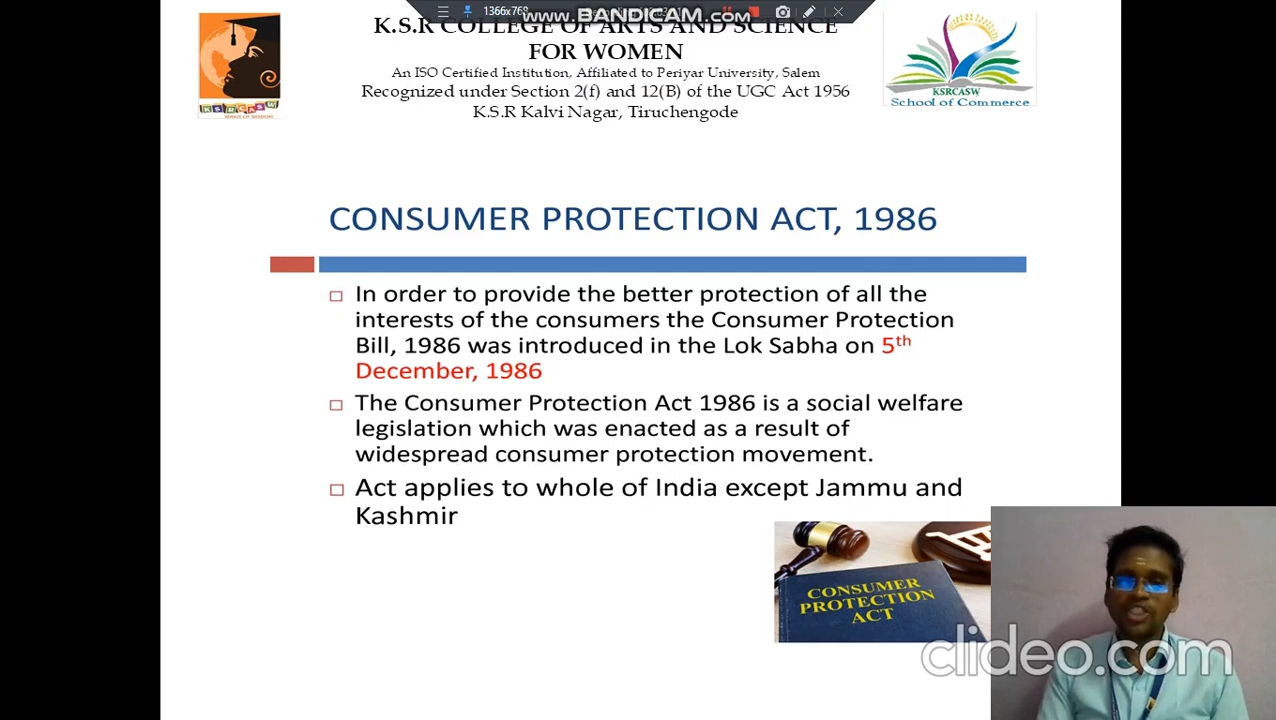 1366x768
www.BANDICAM.com
K.S.R COLLEGE OF ARTS AND SCIENCE
FOR WOMEN
An ISO Certified Institution, Affiliated to Periyar University, Salem
Recognized under Section 2(f) and 12(B) of the UGC Act 1956
K.S.R Kalvi Nagar, Tiruchengode
KSRCASW
WINGS OF WISDOM
KSRCASW
School of Commerce
CONSUMER PROTECTION ACT, 1986
In order to provide the better protection of all the
interests of the consumers the Consumer Protection
Bill, 1986 was introduced in the Lok Sabha on 5th
December, 1986
The Consumer Protection Act 1986 is a social welfare
legislation which was enacted as a result of
widespread consumer protection movement.
Act applies to whole of India except Jammu and
Kashmir
CONSUMER
PROTECTION
ACT
clideo.com